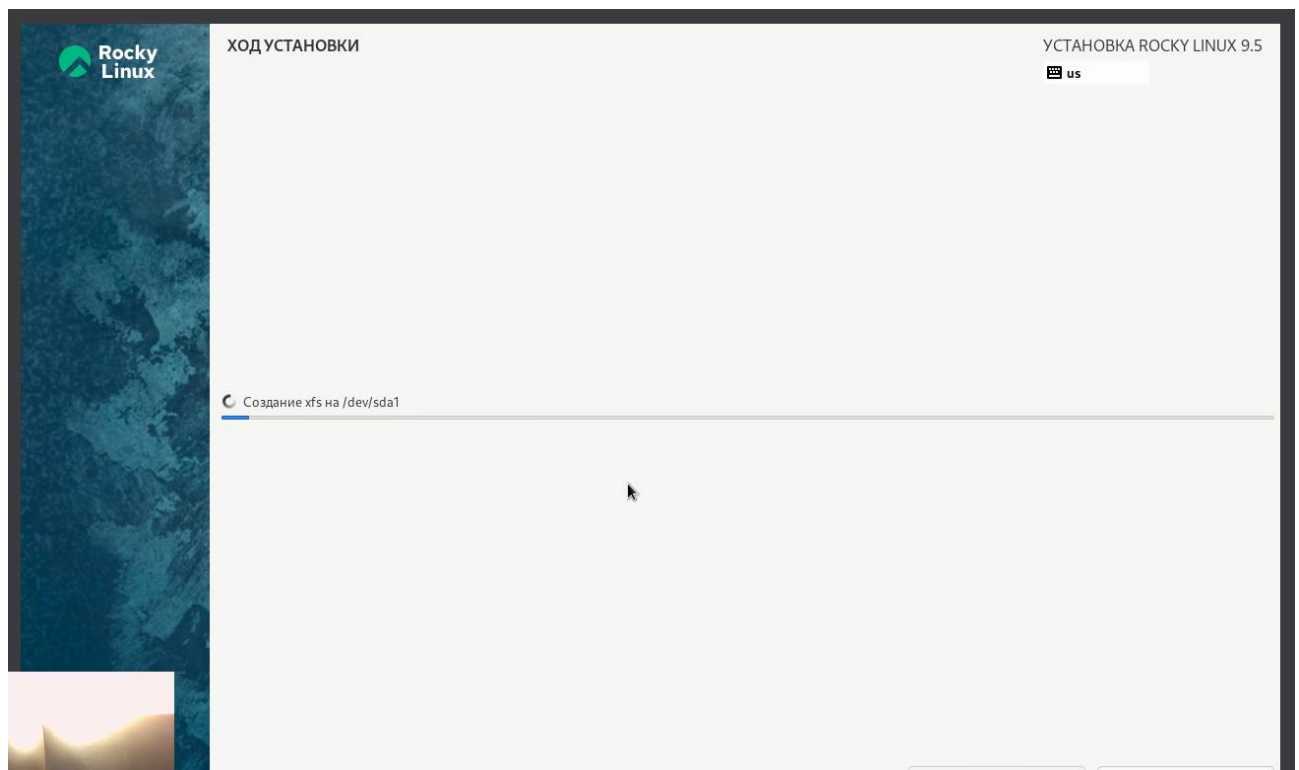 Rocky
Linux
ХОД УСТАНОВКИ
УСТАНОВКА ROCKY LINUX 9.5
us
Создание xfs на /dev/sda1